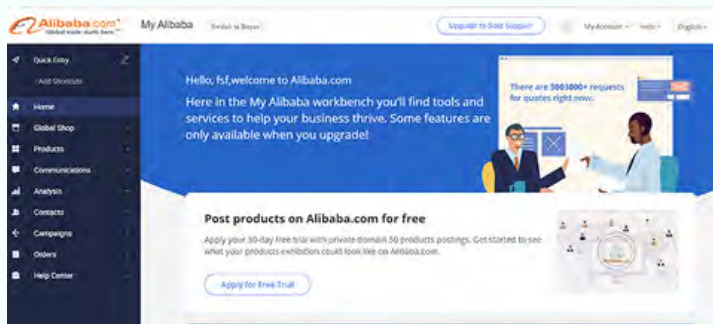 Alibaba.com
Global trade starts here.™
My Alibaba
Switch to Buyer
Upgrade to Gold Supplier
My Account
Help
English
Quick Entry
+Add Shortcuts
Home
Global Shop
Products
Communications
Analysis
Contacts
Campaigns
Orders
Help Center
Hello, fsf,welcome to Alibaba.com
Here in the My Alibaba workbench you'll find tools and
services to help your business thrive. Some features are
only available when you upgrade!
There are 5003000+ requests
for quotes right now.
Post products on Alibaba.com for free
Apply your 30-day free trial with private domain 50 products postings. Get started to see
what your products exhibition could look like on Alibaba.com.
Apply for Free Trial